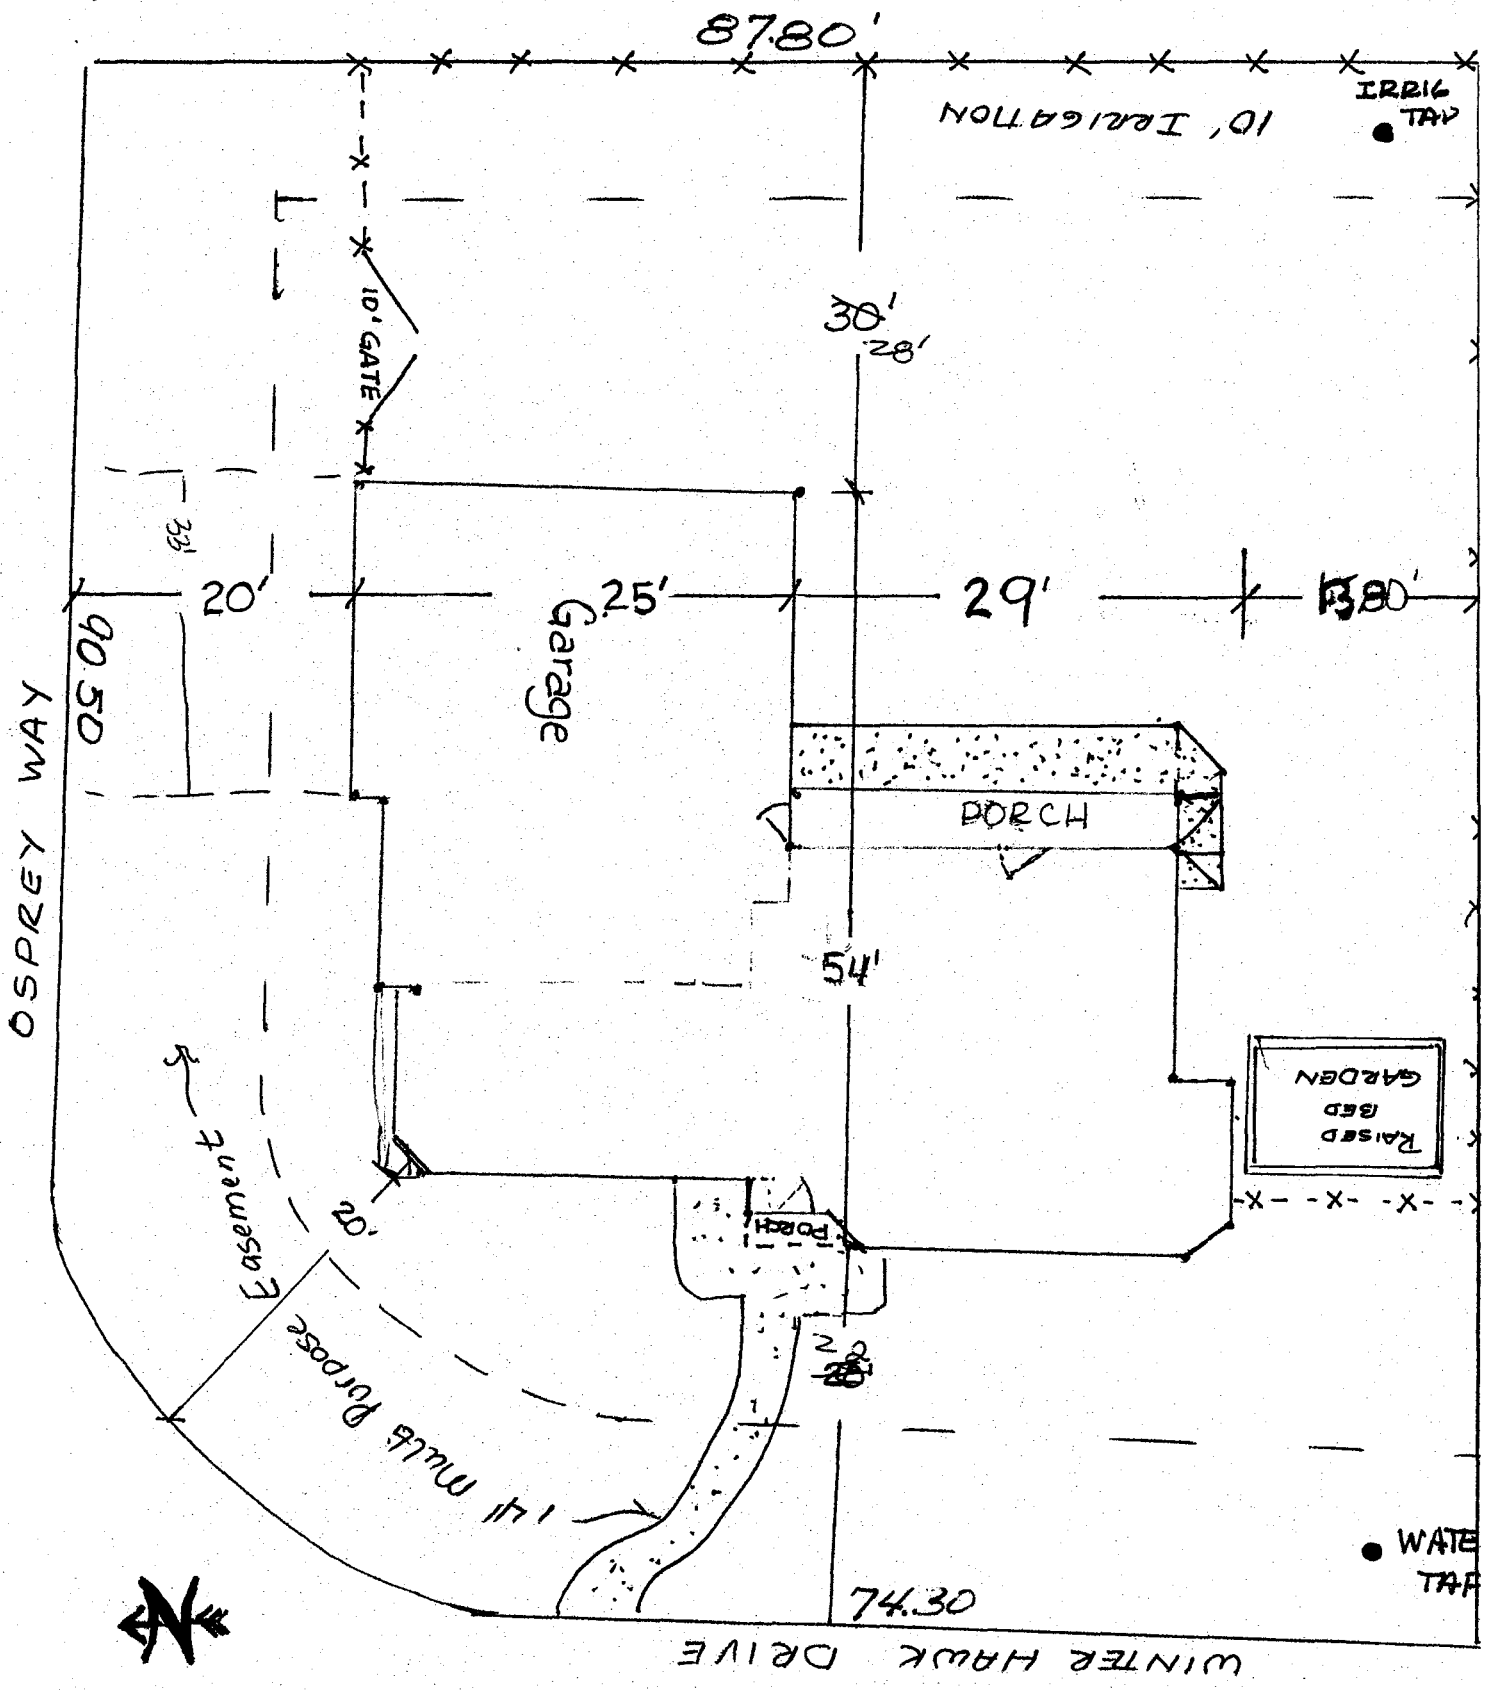 87.80'
IRRIG
TAP
10' IRRIGATION
30'
28'
10' GATE
33'
20'
25'
29'
13.80'
Garage
90.50
OSPREY WAY
PORCH
54'
RAISED
BED
GARDEN
20'
PORCH
14' Multi Porpose Easement
22
WATE
TAP
74.30
N
WINTER HAWK DRIVE